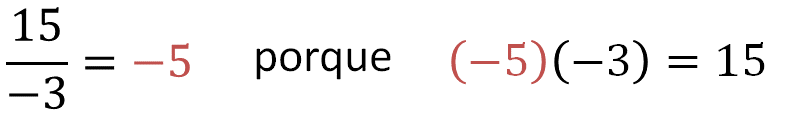 15/−3 = −5 porque (−5)(−3) = 15